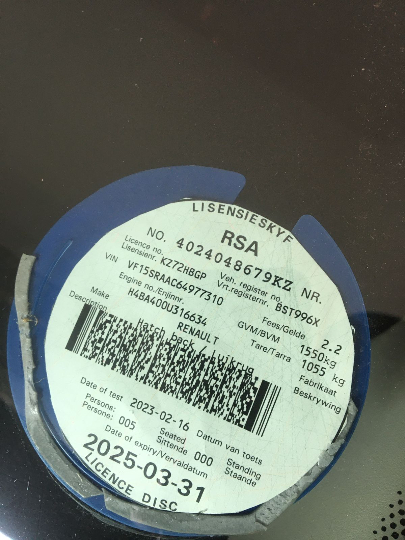 LISENSIESKYF
RSA
NO. 4024048679KZ NR.
Licence no. Veh. register no.
Lisensienr. KZ72HBGP Vrt.registernr. BST996X
VIN VF15SRAAC64977310 Fees/Gelde 2.2
Engine no/Enjinnr. GVM/BVM 1550kg
H4BA400U316634 Tare/Tarra 1055 kg
Make RENAULT Fabrikaat
Description Hatch back / Luikrug Beskrywing
Date of test 2023-02-16 Datum van toets
Persone: Seated Standing
Persone: 005 Sittende 000 Staande
Date of expiry/Vervaldatum
2025-03-31
LICENCE DISC